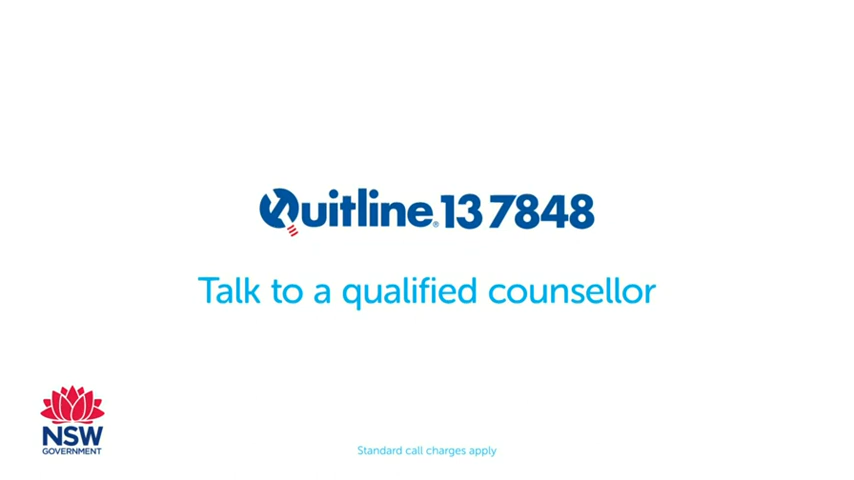 Quitline® 13 7848
Talk to a qualified counsellor
NSW
GOVERNMENT
Standard call charges apply